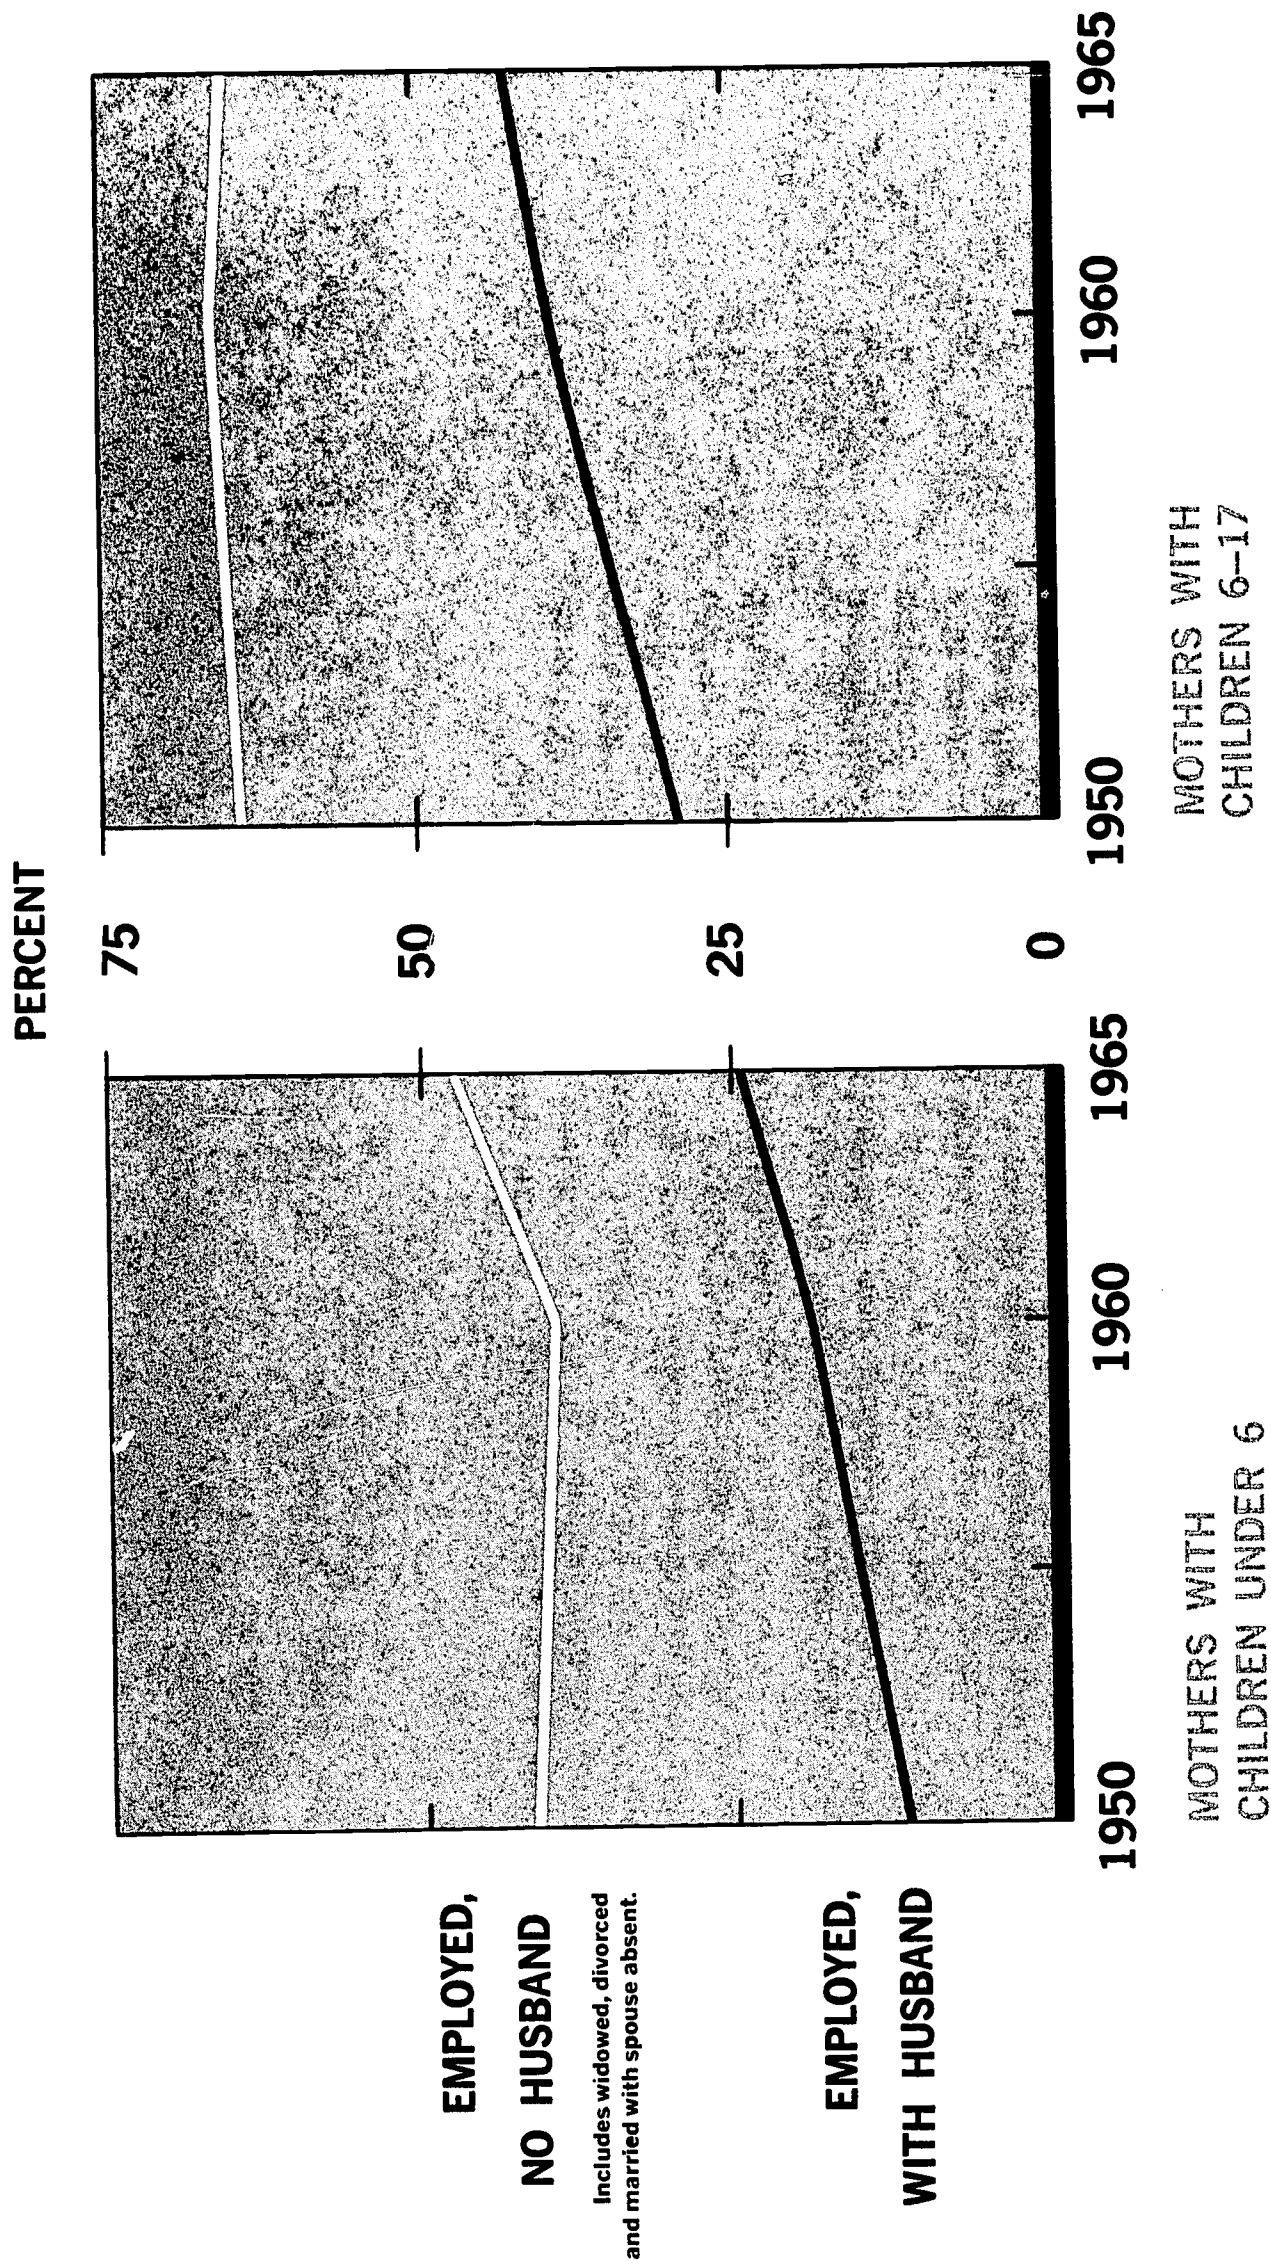 PERCENT
75
50
25
0
EMPLOYED,
NO HUSBAND
Includes widowed, divorced
and married with spouse absent.
EMPLOYED,
WITH HUSBAND
1950
1960
1965
1950
1960
1965
MOTHERS WITH
CHILDREN UNDER 6
MOTHERS WITH
CHILDREN 6–17